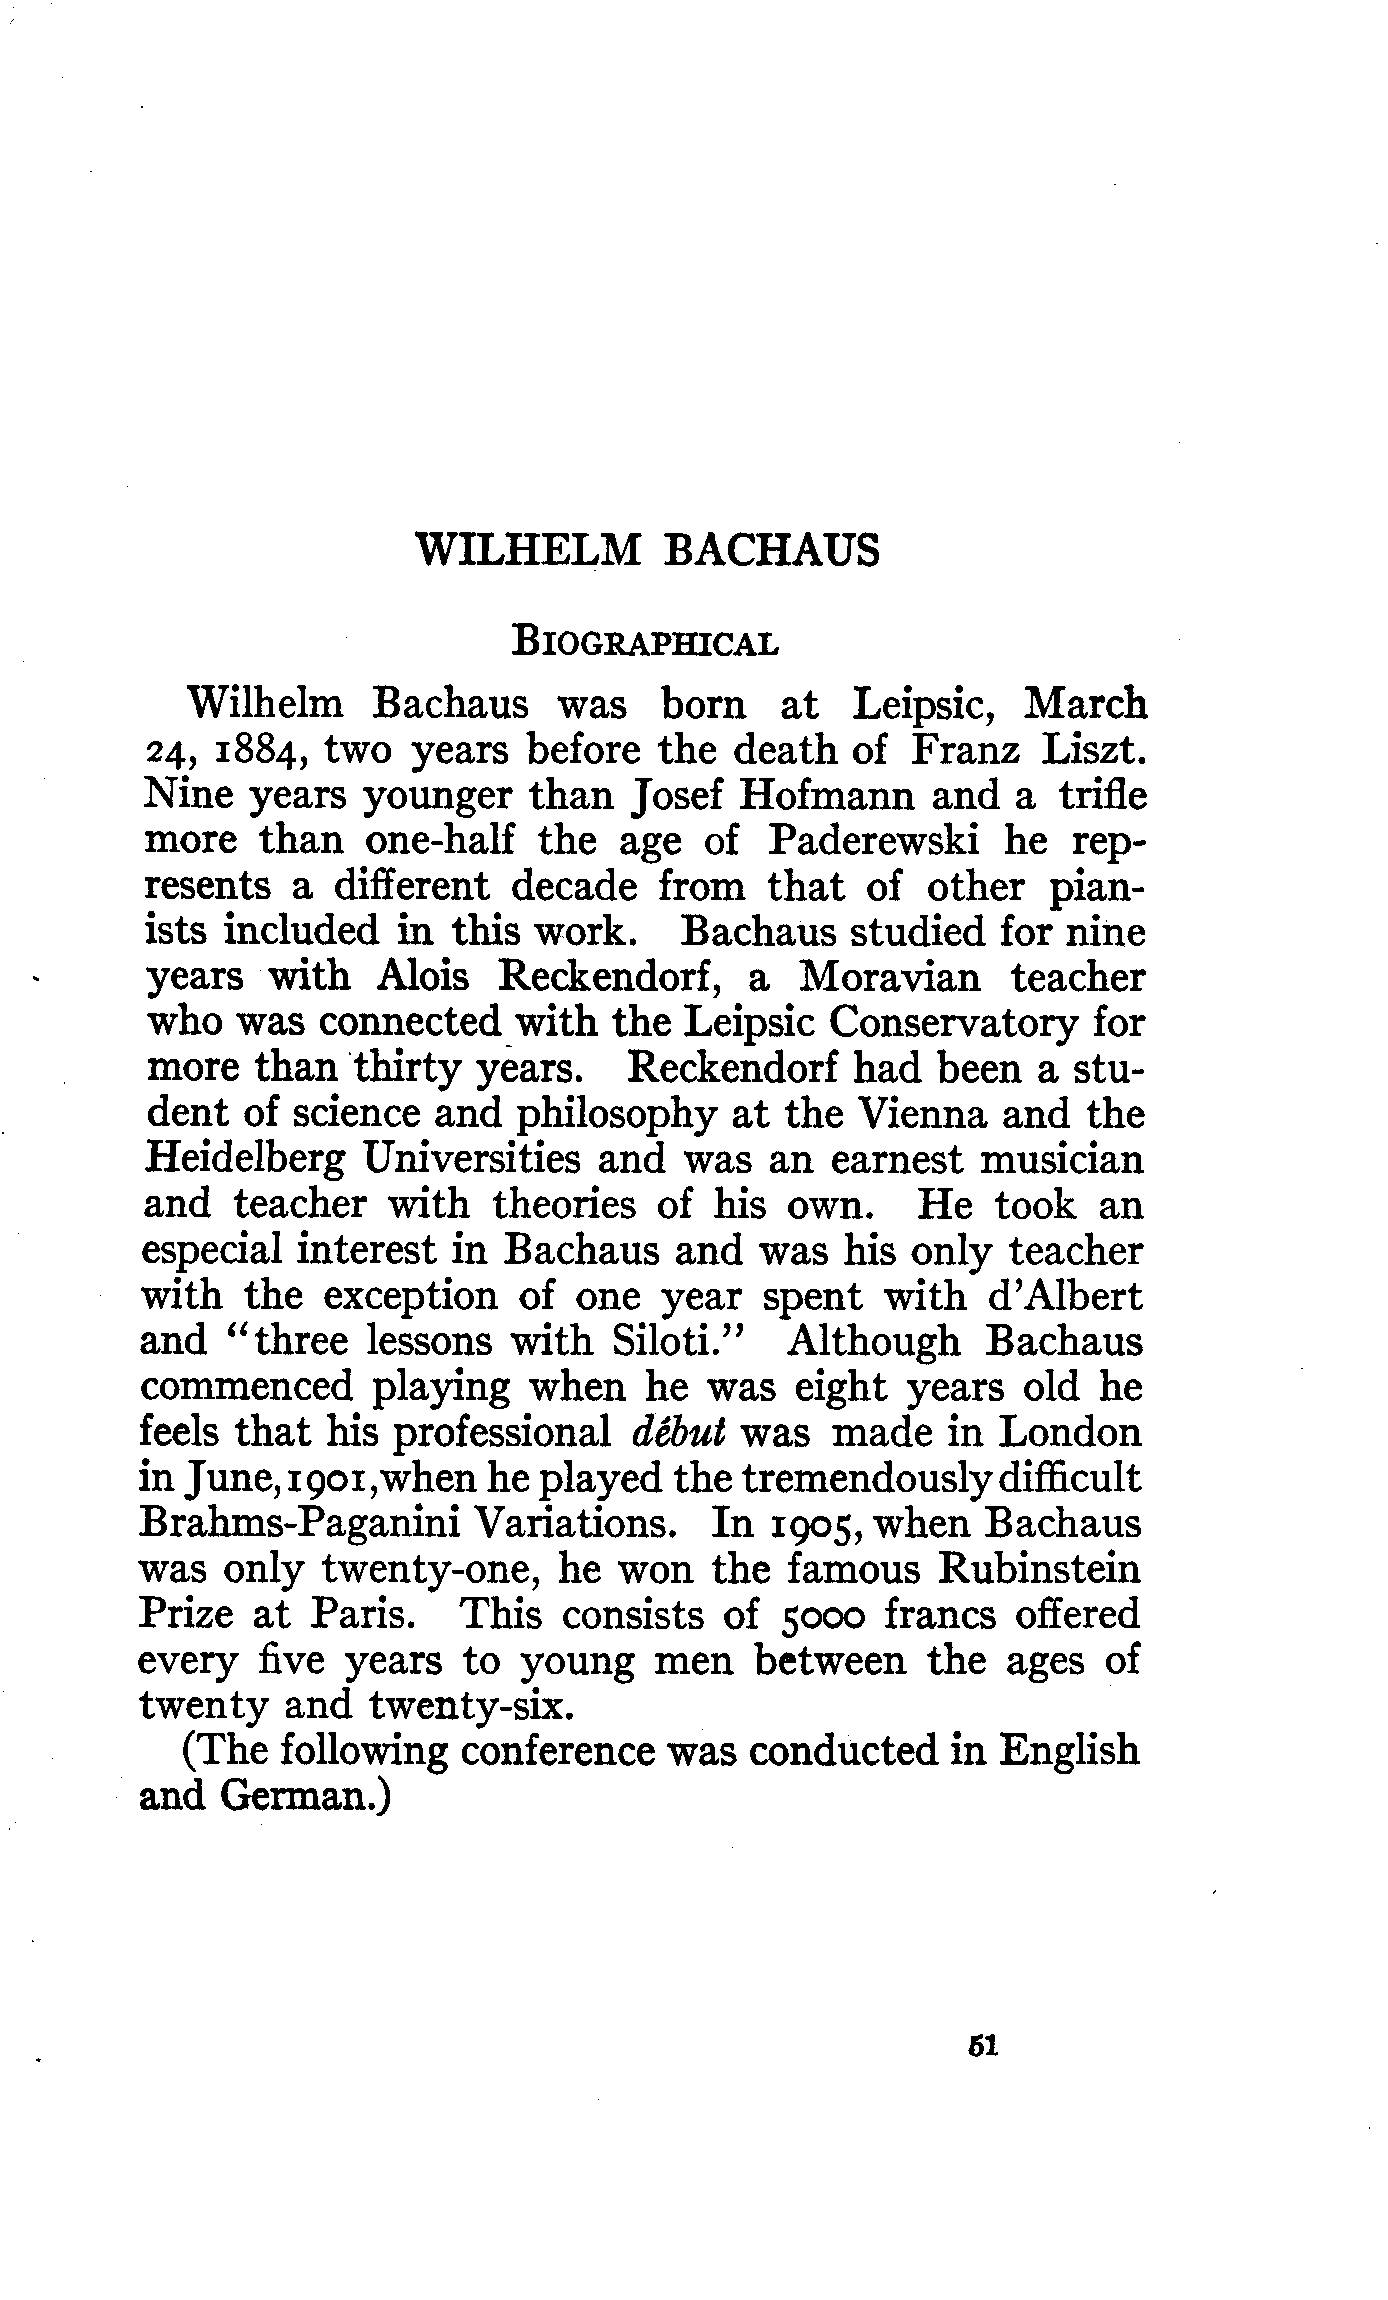 WILHELM BACHAUS
BIOGRAPHICAL
Wilhelm Bachaus was born at Leipsic, March
24, 1884, two years before the death of Franz Liszt.
Nine years younger than Josef Hofmann and a trifle
more than one-half the age of Paderewski he rep-
resents a different decade from that of other pian-
ists included in this work. Bachaus studied for nine
years with Alois Reckendorf, a Moravian teacher
who was connected with the Leipsic Conservatory for
more than thirty years. Reckendorf had been a stu-
dent of science and philosophy at the Vienna and the
Heidelberg Universities and was an earnest musician
and teacher with theories of his own. He took an
especial interest in Bachaus and was his only teacher
with the exception of one year spent with d'Albert
and "three lessons with Siloti." Although Bachaus
commenced playing when he was eight years old he
feels that his professional début was made in London
in June, 1901, when he played the tremendously difficult
Brahms-Paganini Variations. In 1905, when Bachaus
was only twenty-one, he won the famous Rubinstein
Prize at Paris. This consists of 5000 francs offered
every five years to young men between the ages of
twenty and twenty-six.
(The following conference was conducted in English
and German.)
51